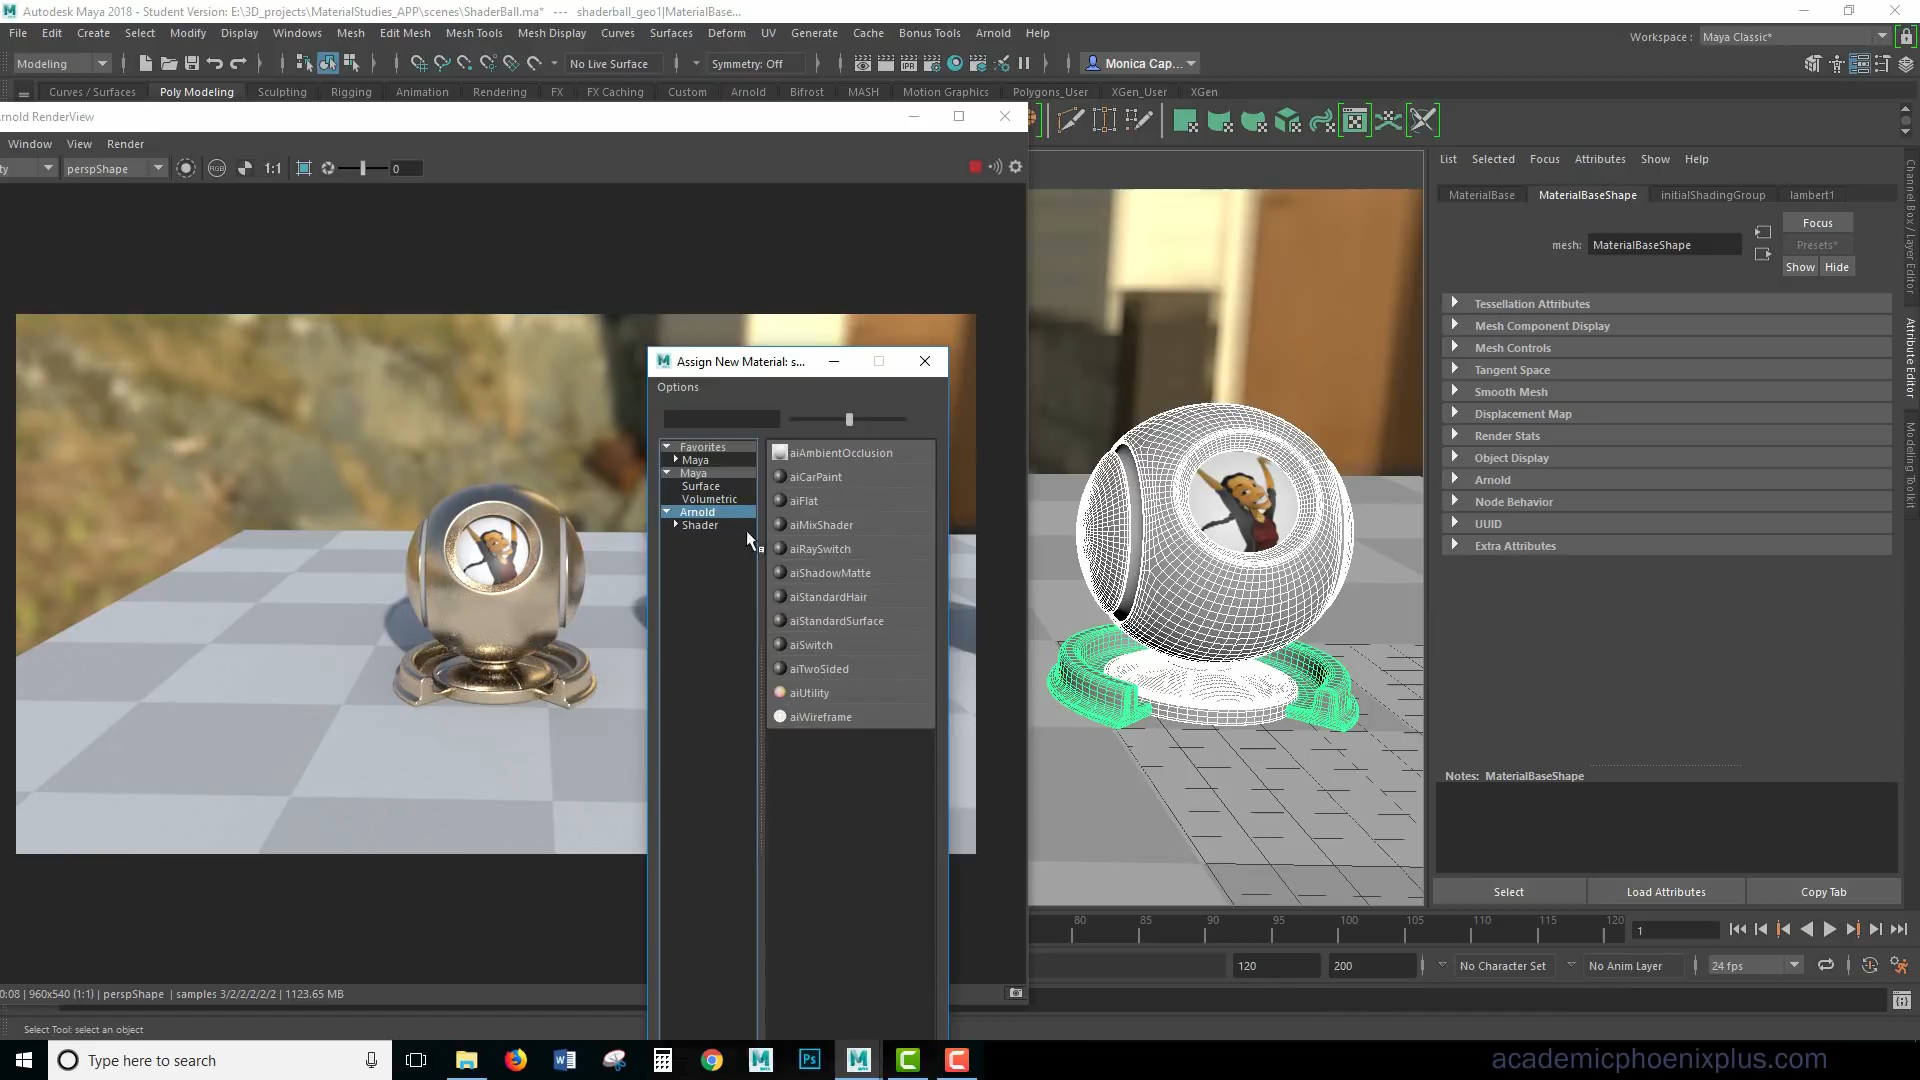 Autodesk Maya 2018 - Student Version: E:\3D_projects\MaterialStudies_APP\scenes\ShaderBall.ma* --- shaderball_geo1|MaterialBase...
File Edit Create Select Modify Display Windows Mesh Edit Mesh Mesh Tools Mesh Display Curves Surfaces Deform UV Generate Cache Bonus Tools Arnold Help
Workspace : Maya Classic*
Modeling No Live Surface Symmetry: Off Monica Cap...
Curves / Surfaces Poly Modeling Sculpting Rigging Animation Rendering FX FX Caching Custom Arnold Bifrost MASH Motion Graphics Polygons_User XGen_User XGen
rnold RenderView
Window View Render
ty perspShape RGB 1:1 0
List Selected Focus Attributes Show Help
MaterialBase MaterialBaseShape initialShadingGroup lambert1
mesh: MaterialBaseShape
Focus
Presets*
Show Hide
Tessellation Attributes
Mesh Component Display
Mesh Controls
Tangent Space
Smooth Mesh
Displacement Map
Render Stats
Object Display
Arnold
Node Behavior
UUID
Extra Attributes
Notes: MaterialBaseShape
Select Load Attributes Copy Tab
Channel Box / Layer Editor
Attribute Editor
Modeling Toolkit
Assign New Material: s...
Options
Favorites
Maya
Maya
Surface
Volumetric
Arnold
Shader
aiAmbientOcclusion
aiCarPaint
aiFlat
aiMixShader
aiRaySwitch
aiShadowMatte
aiStandardHair
aiStandardSurface
aiSwitch
aiTwoSided
aiUtility
aiWireframe
80 85 90 95 100 105 110 115 120 1
120 200 No Character Set No Anim Layer 24 fps
0:08 | 960x540 (1:1) | perspShape | samples 3/2/2/2/2/2 | 1123.65 MB
Select Tool: select an object
Type here to search
academicphoenixplus.com